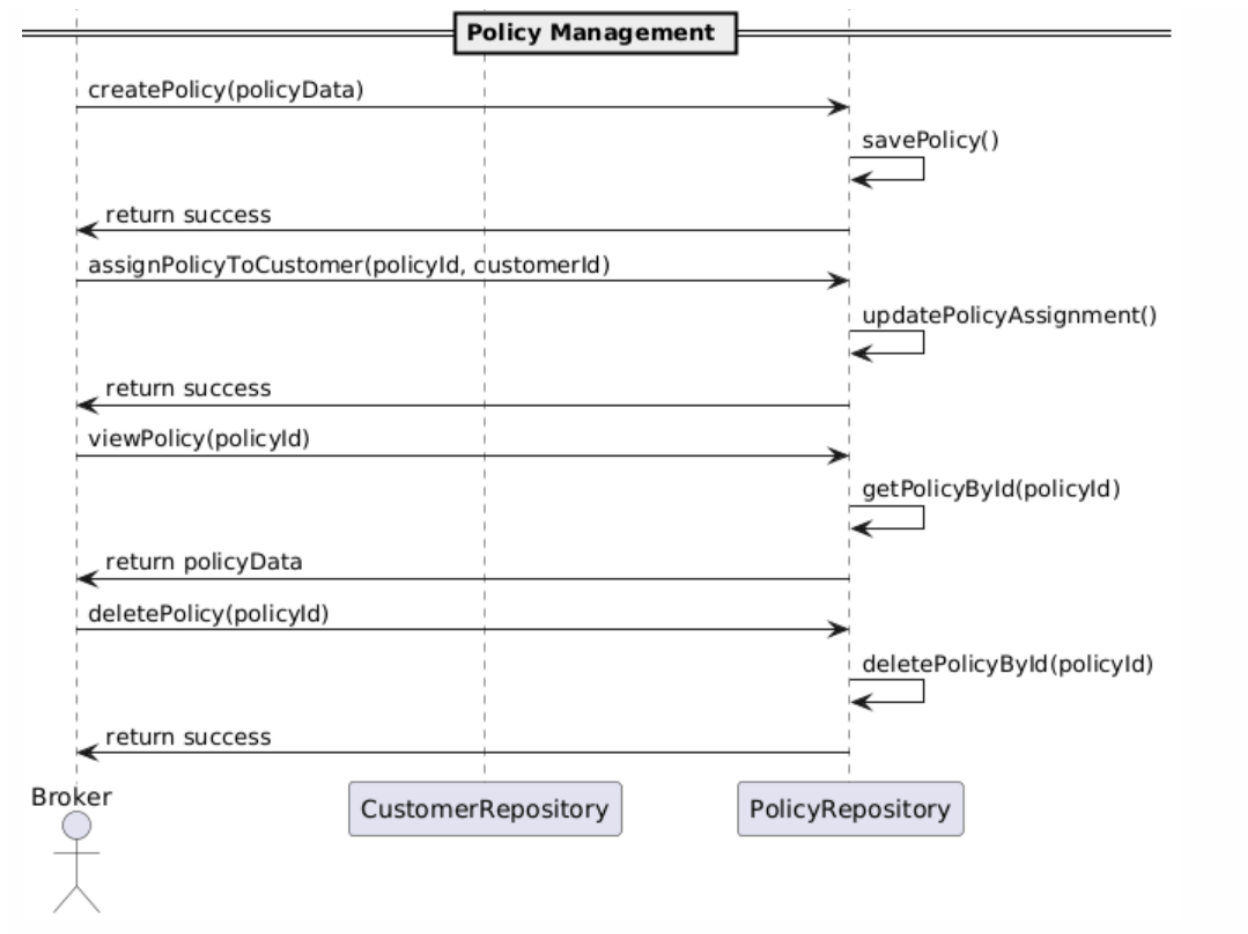 Policy Management
createPolicy(policyData)
savePolicy()
return success
assignPolicyToCustomer(policyId, customerId)
updatePolicyAssignment()
return success
viewPolicy(policyId)
getPolicyById(policyId)
return policyData
deletePolicy(policyId)
deletePolicyById(policyId)
return success
Broker
CustomerRepository
PolicyRepository